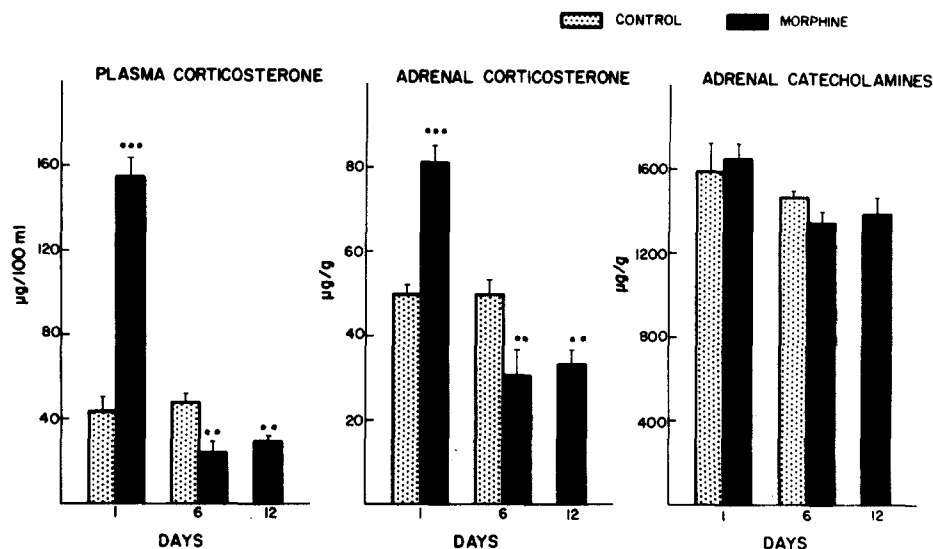 CONTROL MORPHINE
PLASMA CORTICOSTERONE
160
120
80
40
µg/100 ml
1 6 12
DAYS
ADRENAL CORTICOSTERONE
80
60
40
20
µg/g
1 6 12
DAYS
ADRENAL CATECHOLAMINES
1600
1200
800
400
µg/g
1 6 12
DAYS